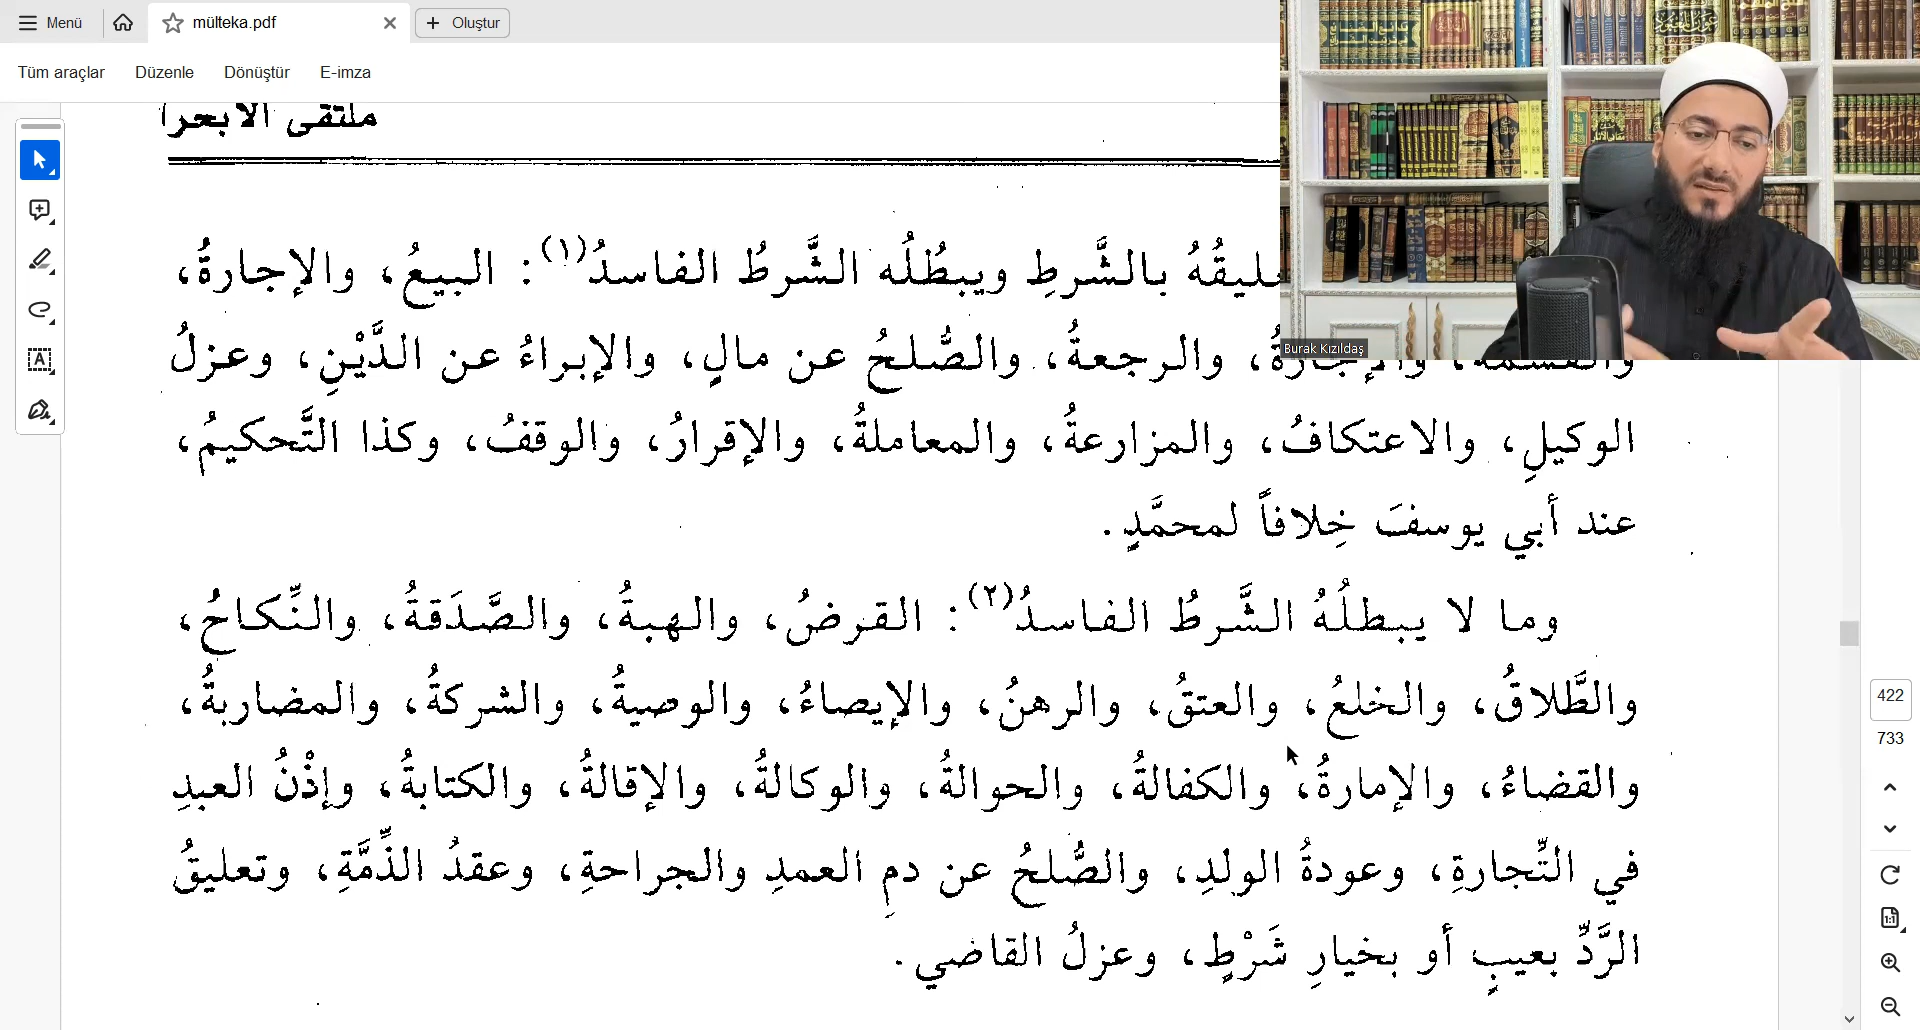 Menü
mülteka.pdf
Oluştur
Tüm araçlar
Düzenle
Dönüştür
E-imza
ملتقى الأبحرا
بالشَّرطِ ويبطُلُه الشَّرطُ الفاسدُ(١): البيعُ، والإجارةُ،
والقسمة، والإجازةُ، والرجعةُ، والصُّلحُ عن مالٍ، والإبراءُ عن الدَّيْنِ، وعزلُ
الوكيلِ، والاعتكافُ، والمزارعةُ، والمعاملةُ، والإقرارُ، والوقفُ، وكذا التَّحكيمُ،
عند أبي يوسفَ خِلافاً لمحمَّدٍ.
وما لا يبطلُهُ الشَّرطُ الفاسدُ(٢): القرضُ، والهبةُ، والصَّدَقةُ، والنِّكاحُ،
والطَّلاقُ، والخلعُ، والعتقُ، والرهنُ، والإيصاءُ، والوصيةُ، والشركةُ، والمضاربةُ،
والقضاءُ، والإمارةُ، والكفالةُ، والحوالةُ، والوكالةُ، والإقالةُ، والكتابةُ، وإذْنُ العبدِ
في التِّجارةِ، وعودةُ الولدِ، والصُّلحُ عن دمِ العمدِ والجراحةِ، وعقدُ الذِّمَّةِ، وتعليقُ
الرَّدِّ بعيبٍ أو بخيارِ شَرْطٍ، وعزلُ القاضي.
Burak Kızıldaş
422
733